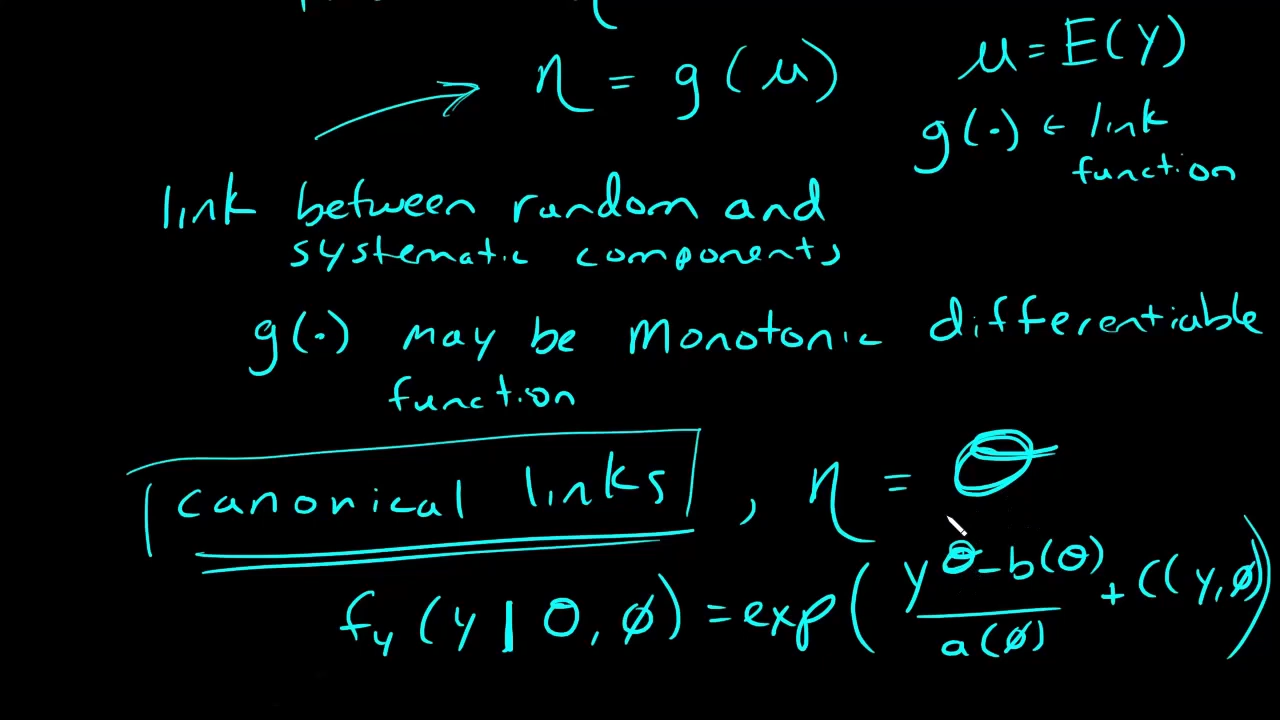 η = g(μ)
μ = E(Y)
g(·) ← link
function
link between random and
systematic components
g(·) may be monotonic differentiable
function
canonical links, η = θ
f_Y(y | θ, φ) = exp( (yθ - b(θ))/a(φ) + c(y, φ) )